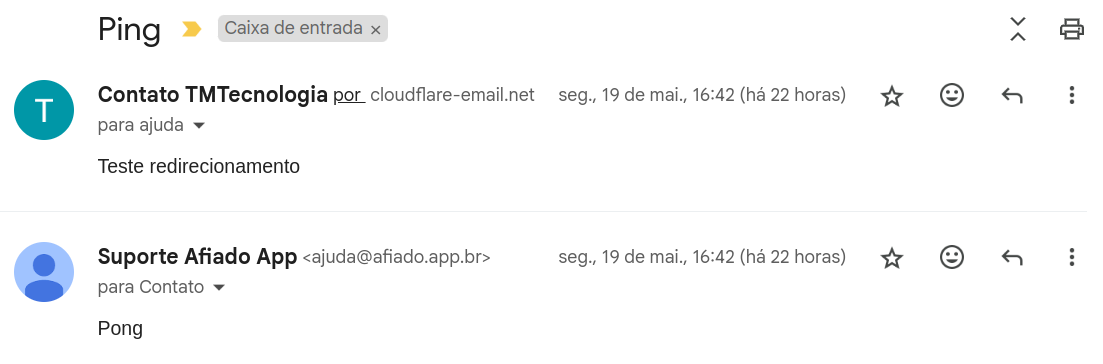 Ping Caixa de entrada ×
T Contato TMTecnologia por cloudflare-email.net seg., 19 de mai., 16:42 (há 22 horas)
para ajuda
Teste redirecionamento
Suporte Afiado App <ajuda@afiado.app.br> seg., 19 de mai., 16:42 (há 22 horas)
para Contato
Pong